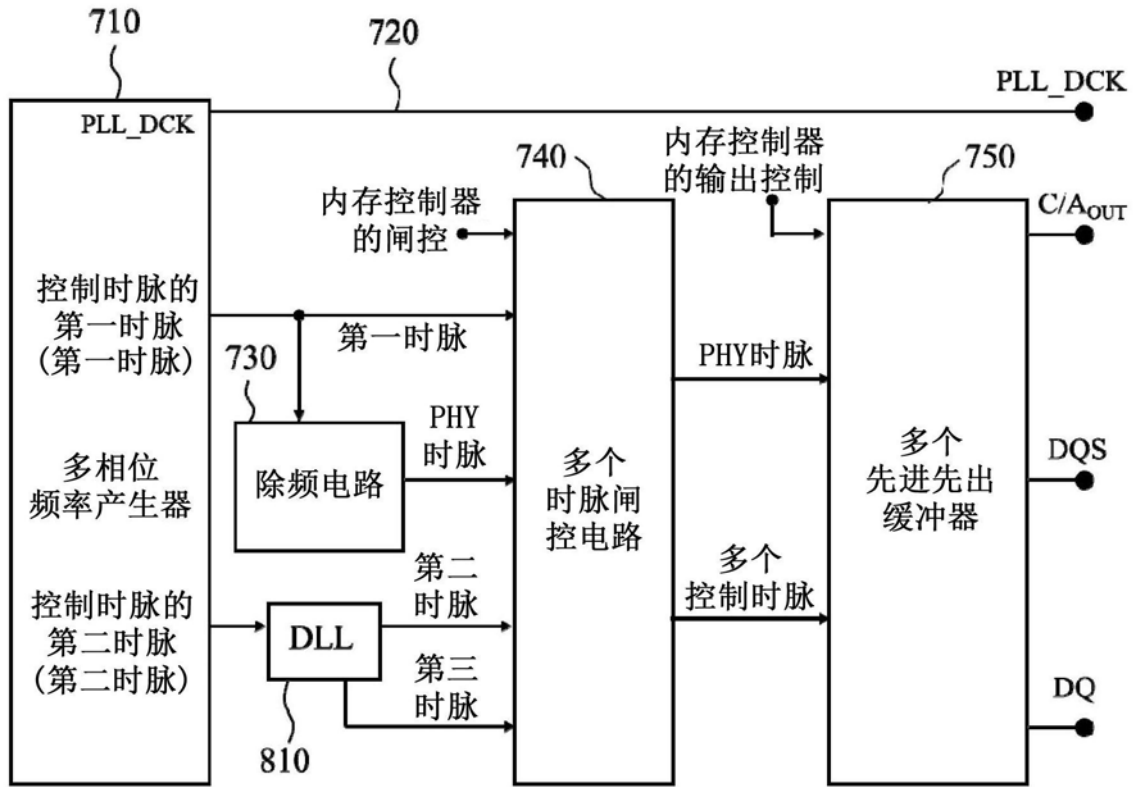 710
720
PLL_DCK
PLL_DCK
740
内存控制器
的输出控制
750
内存控制器
的闸控
C/AOUT
控制时脉的
第一时脉
(第一时脉)
第一时脉
730
PHY时脉
PHY
时脉
多相位
频率产生器
除频电路
多个
时脉闸
控电路
多个
先进先出
缓冲器
DQS
第二
时脉
多个
控制时脉
控制时脉的
第二时脉
(第二时脉)
DLL
第三
时脉
DQ
810